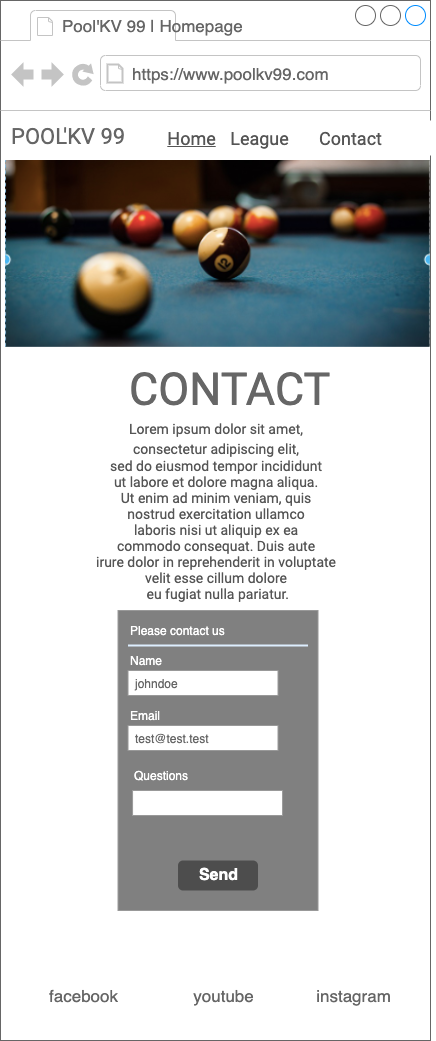 Pool'KV 99 | Homepage
https://www.poolkv99.com
POOL'KV 99 Home League Contact
12
CONTACT
Lorem ipsum dolor sit amet,
consectetur adipiscing elit,
sed do eiusmod tempor incididunt
ut labore et dolore magna aliqua.
Ut enim ad minim veniam, quis
nostrud exercitation ullamco
laboris nisi ut aliquip ex ea
commodo consequat. Duis aute
irure dolor in reprehenderit in voluptate
velit esse cillum dolore
eu fugiat nulla pariatur.
Please contact us
Name
johndoe
Email
test@test.test
Questions
Send
facebook youtube instagram